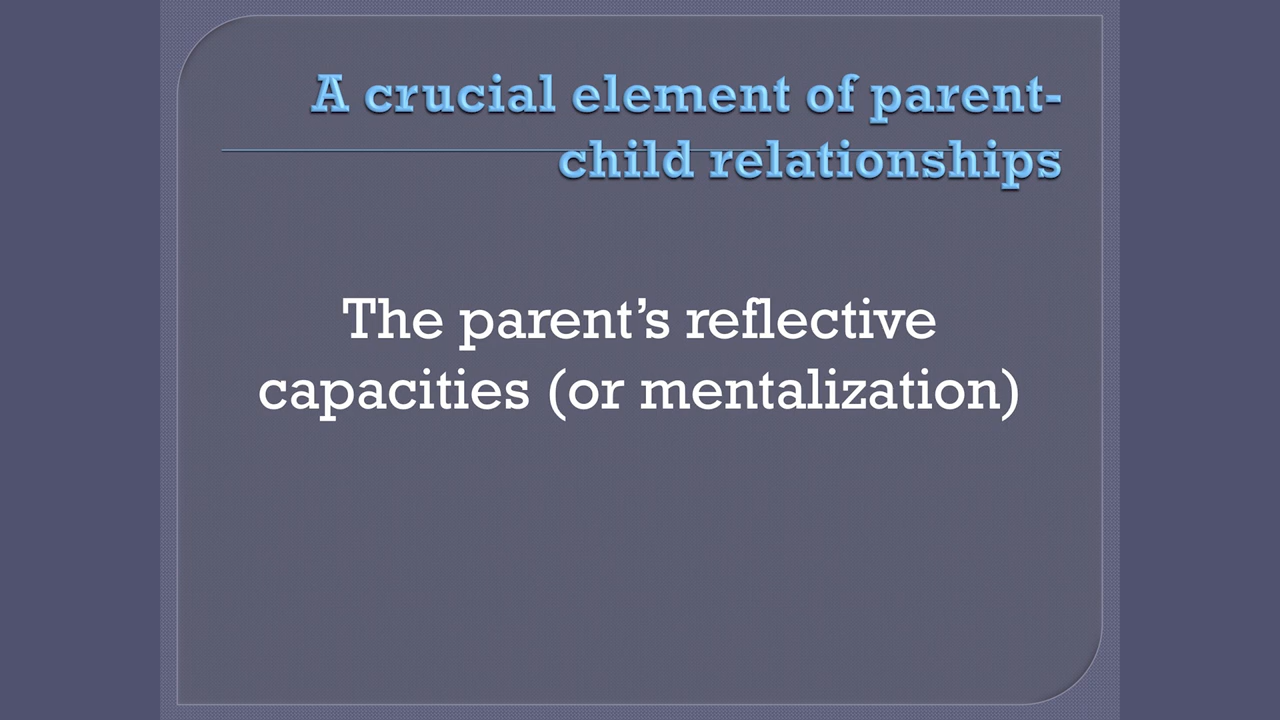 A crucial element of parent-
child relationships
The parent’s reflective
capacities (or mentalization)